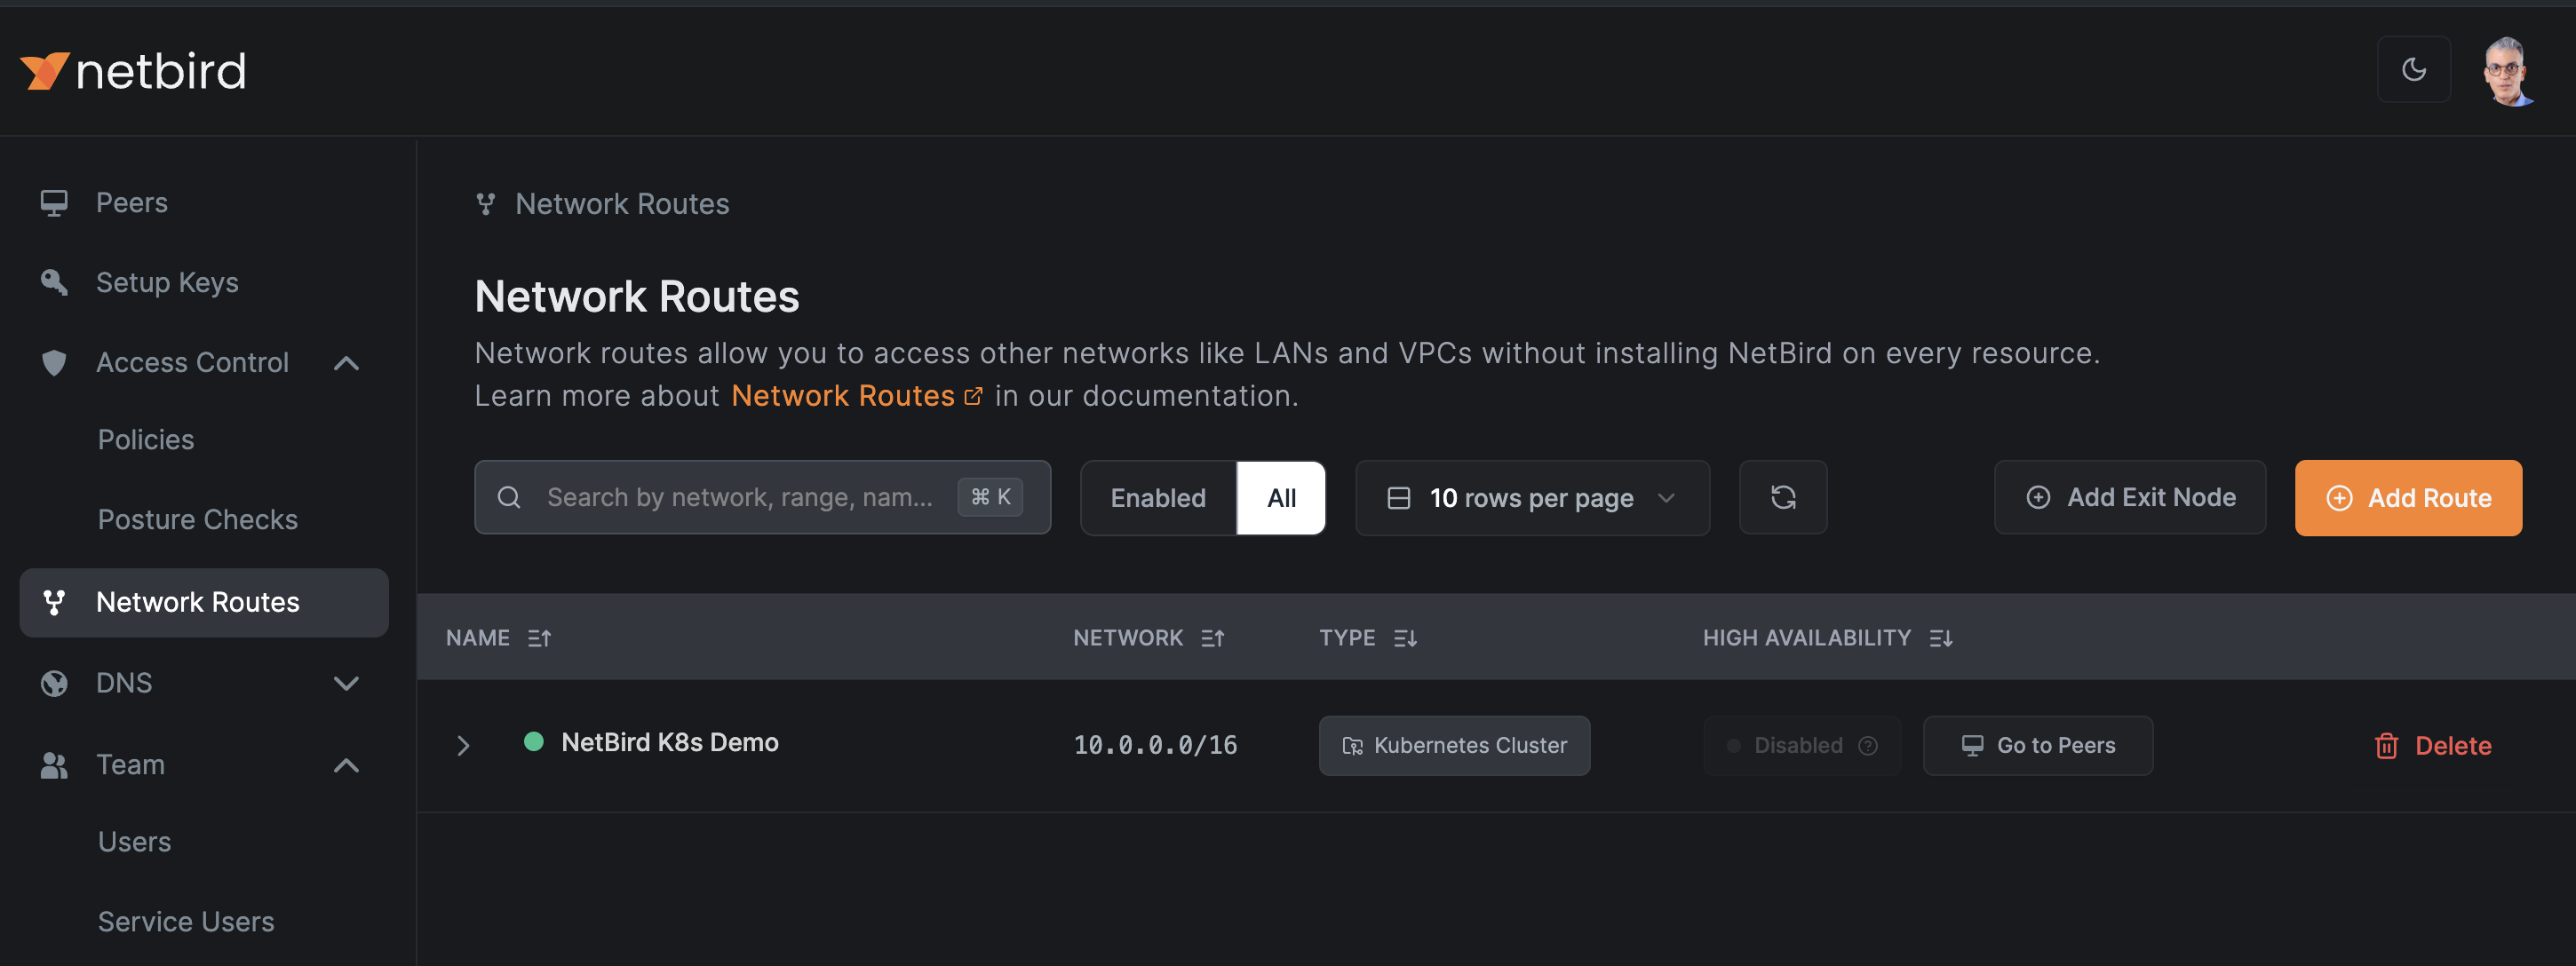 netbird
Peers
Setup Keys
Access Control
Policies
Posture Checks
Network Routes
DNS
Team
Users
Service Users
Network Routes
Network Routes
Network routes allow you to access other networks like LANs and VPCs without installing NetBird on every resource.
Learn more about Network Routes in our documentation.
Search by network, range, nam... ⌘ K
Enabled All
10 rows per page
Add Exit Node
Add Route
NAME NETWORK TYPE HIGH AVAILABILITY
NetBird K8s Demo 10.0.0.0/16 Kubernetes Cluster Disabled Go to Peers Delete